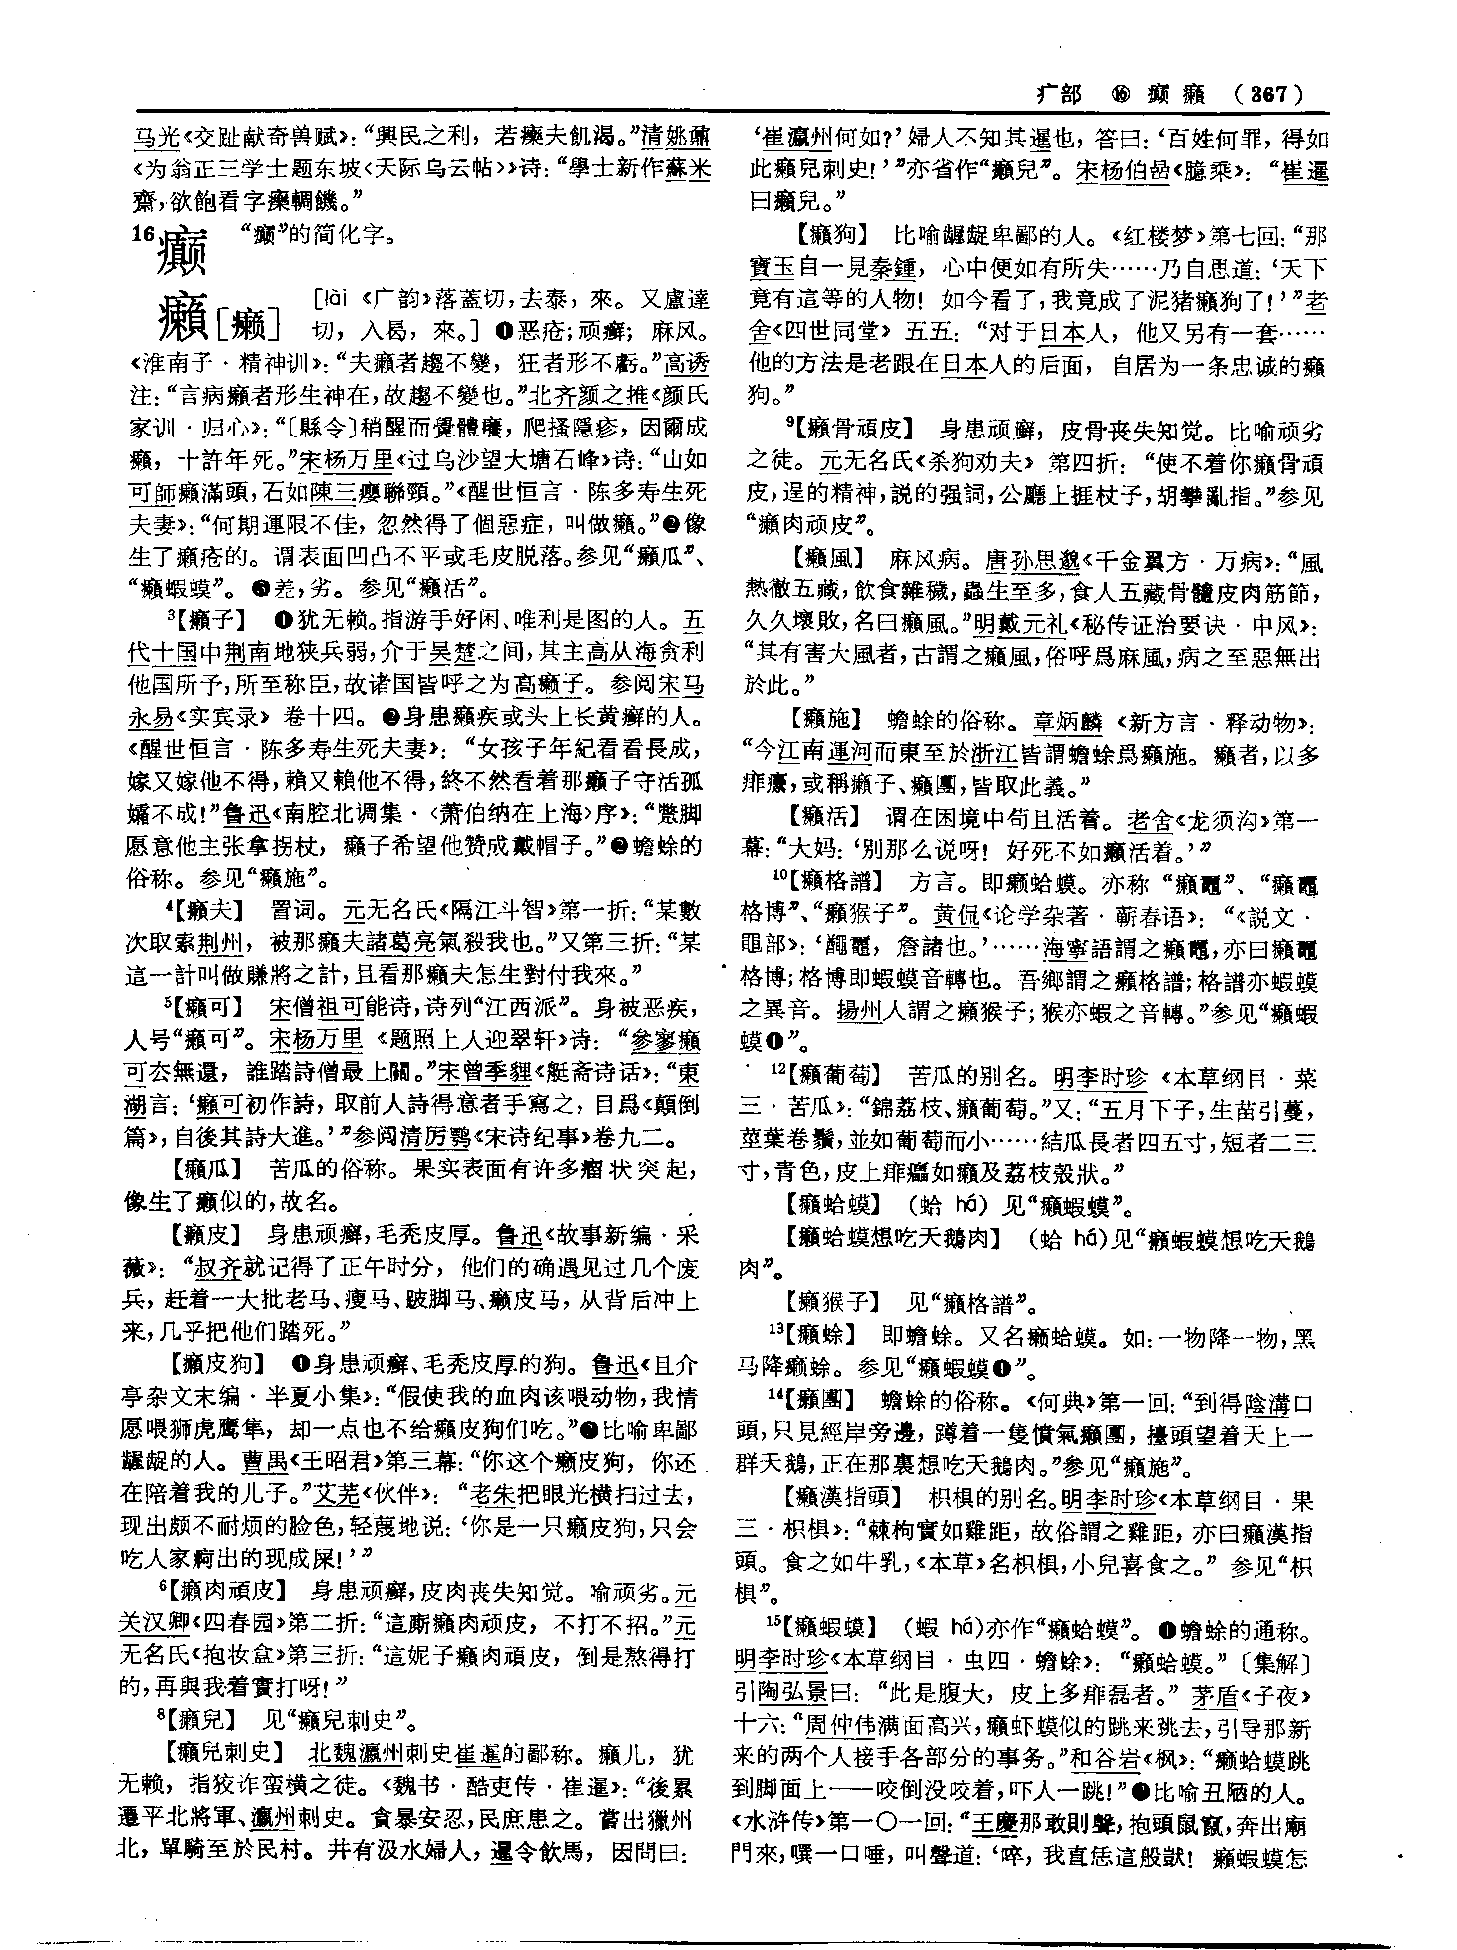 疒部 ⑯ 癫 癩 （367）
马光《交趾献奇兽赋》：“興民之利，若療夫飢渴。”清姚鼐
《为翁正三学士题东坡〈天际乌云帖〉》诗：“學士新作蘇米
齋，欲飽看字療輖饑。”
16 癫 “癲”的简化字。
癩［癞］ ［lài 《广韵》落蓋切，去泰，來。又盧達
切，入曷，來。］❶恶疮；顽癣；麻风。
《淮南子·精神训》：“夫癩者趨不變，狂者形不虧。”高诱
注：“言病癩者形生神在，故趨不變也。”北齐颜之推《颜氏
家训·归心》：“〔縣令〕稍醒而覺體癢，爬搔隱疹，因爾成
癩，十許年死。”宋杨万里《过乌沙望大塘石峰》诗：“山如
可師癩滿頭，石如陳三癭聯頸。”《醒世恒言·陈多寿生死
夫妻》：“何期運限不佳，忽然得了個惡症，叫做癩。”❷像
生了癩疮的。谓表面凹凸不平或毛皮脱落。参见“癩瓜”、
“癩蝦蟆”。❸差，劣。参见“癩活”。
³【癩子】 ❶犹无赖。指游手好闲、唯利是图的人。五
代十国中荆南地狭兵弱，介于吴楚之间，其主高从诲贪利
他国所予，所至称臣，故诸国皆呼之为高癞子。参阅宋马
永易《实宾录》卷十四。❷身患癩疾或头上长黄癣的人。
《醒世恒言·陈多寿生死夫妻》：“女孩子年紀看看長成，
嫁又嫁他不得，賴又賴他不得，終不然看着那癩子守活孤
孀不成！”鲁迅《南腔北调集·〈萧伯纳在上海〉序》：“蹩脚
愿意他主张拿拐杖，癩子希望他赞成戴帽子。”❷蟾蜍的
俗称。参见“癩施”。
⁴【癩夫】 詈词。元无名氏《隔江斗智》第一折：“某數
次取索荆州，被那癩夫諸葛亮氣殺我也。”又第三折：“某
這一計叫做賺將之計，且看那癩夫怎生對付我來。”
⁵【癩可】 宋僧祖可能诗，诗列“江西派”。身被恶疾，
人号“癩可”。宋杨万里《题照上人迎翠轩》诗：“參寥癩
可去無還，誰踏詩僧最上關。”宋曾季貍《艇斋诗话》：“東
湖言：‘癩可初作詩，取前人詩得意者手寫之，目爲《顛倒
篇》，自後其詩大進。’”参阅清厉鹗《宋诗纪事》卷九二。
【癩瓜】 苦瓜的俗称。果实表面有许多瘤状突起，
像生了癩似的，故名。
【癩皮】 身患顽癣，毛秃皮厚。鲁迅《故事新编·采
薇》：“叔齐就记得了正午时分，他们的确遇见过几个废
兵，赶着一大批老马、瘦马、跛脚马、癩皮马，从背后冲上
来，几乎把他们踏死。”
【癩皮狗】 ❶身患顽癣、毛秃皮厚的狗。鲁迅《且介
亭杂文末编·半夏小集》：“假使我的血肉该喂动物，我情
愿喂狮虎鹰隼，却一点也不给癩皮狗们吃。”❷比喻卑鄙
龌龊的人。曹禺《王昭君》第三幕：“你这个癞皮狗，你还
在陪着我的儿子。”艾芜《伙伴》：“老朱把眼光横扫过去，
现出颇不耐烦的脸色，轻蔑地说：‘你是一只癩皮狗，只会
吃人家屙出的现成屎！’”
⁶【癩肉頑皮】 身患顽癣，皮肉丧失知觉。喻顽劣。元
关汉卿《四春园》第二折：“這厮癩肉顽皮，不打不招。”元
无名氏《抱妆盒》第三折：“這妮子癩肉頑皮，倒是熬得打
的，再與我着實打呀！”
⁸【癩兒】 见“癩兒刺史”。
【癩兒刺史】 北魏瀛州刺史崔暹的鄙称。癩儿，犹
无赖，指狡诈蛮横之徒。《魏书·酷吏传·崔暹》：“後累
遷平北將軍、瀛州刺史。貪暴安忍，民庶患之。嘗出獵州
北，單騎至於民村。井有汲水婦人，暹令飲馬，因問曰：
‘崔瀛州何如？’婦人不知其暹也，答曰：‘百姓何罪，得如
此癩兒刺史！’”亦省作“癩兒”。宋杨伯嵒《臆乘》：“崔暹
曰癩兒。”
【癩狗】 比喻龌龊卑鄙的人。《红楼梦》第七回：“那
寶玉自一見秦鍾，心中便如有所失……乃自思道：‘天下
竟有這等的人物！如今看了，我竟成了泥猪癩狗了！’”老
舍《四世同堂》五五：“对于日本人，他又另有一套……
他的方法是老跟在日本人的后面，自居为一条忠诚的癩
狗。”
⁹【癩骨頑皮】 身患顽癣，皮骨丧失知觉。比喻顽劣
之徒。元无名氏《杀狗劝夫》第四折：“使不着你癩骨頑
皮，逞的精神，説的强詞，公廳上捱杖子，胡攀亂指。”参见
“癩肉顽皮”。
【癩風】 麻风病。唐孙思邈《千金翼方·万病》：“風
熱徹五藏，飲食雜穢，蟲生至多，食人五藏骨髓皮肉筋節，
久久壞敗，名曰癩風。”明戴元礼《秘传证治要诀·中风》：
“其有害大風者，古謂之癩風，俗呼爲麻風，病之至惡無出
於此。”
【癩施】 蟾蜍的俗称。章炳麟《新方言·释动物》：
“今江南運河而東至於浙江皆謂蟾蜍爲癩施。癩者，以多
痱癗，或稱癩子、癩團，皆取此義。”
【癩活】 谓在困境中苟且活着。老舍《龙须沟》第一
幕：“大妈：‘别那么说呀！好死不如癩活着。’”
¹⁰【癩格譜】 方言。即癞蛤蟆。亦称“癩𪓰”、“癩𪓰
格博”、“癩猴子”。黄侃《论学杂著·蕲春语》：“《説文·
黽部》：‘𪓰，詹諸也。’……海寧語謂之癩𪓰，亦曰癩𪓰
格博；格博即蝦蟆音轉也。吾鄉謂之癩格譜；格譜亦蝦蟆
之異音。揚州人謂之癩猴子；猴亦蝦之音轉。”参见“癩蝦
蟆❶”。
¹²【癩葡萄】 苦瓜的别名。明李时珍《本草纲目·菜
三·苦瓜》：“錦荔枝、癩葡萄。”又：“五月下子，生苗引蔓，
莖葉卷鬚，並如葡萄而小……結瓜長者四五寸，短者二三
寸，青色，皮上痱癗如癩及荔枝殼狀。”
【癩蛤蟆】 （蛤 há）见“癩蝦蟆”。
【癩蛤蟆想吃天鵝肉】 （蛤 há）见“癩蝦蟆想吃天鵝
肉”。
【癩猴子】 见“癩格譜”。
¹³【癩蜍】 即蟾蜍。又名癞蛤蟆。如：一物降一物，黑
马降癞蜍。参见“癩蝦蟆❶”。
¹⁴【癩團】 蟾蜍的俗称。《何典》第一回：“到得陰溝口
頭，只見經岸旁邊，蹲着一隻憤氣癩團，擡頭望着天上一
群天鵝，正在那裏想吃天鵝肉。”参见“癩施”。
【癩漢指頭】 枳椇的别名。明李时珍《本草纲目·果
三·枳椇》：“棘枸實如雞距，故俗謂之雞距，亦曰癩漢指
頭。食之如牛乳，《本草》名枳椇，小兒喜食之。”参见“枳
椇”。
¹⁵【癩蝦蟆】 （蝦 há）亦作“癩蛤蟆”。❶蟾蜍的通称。
明李时珍《本草纲目·虫四·蟾蜍》：“癩蛤蟆。”〔集解〕
引陶弘景曰：“此是腹大，皮上多痱磊者。”茅盾《子夜》
十六：“周仲伟满面高兴，癩虾蟆似的跳来跳去，引导那新
来的两个人接手各部分的事务。”和谷岩《枫》：“癩蛤蟆跳
到脚面上——咬倒没咬着，吓人一跳！”❷比喻丑陋的人。
《水浒传》第一〇一回：“王慶那敢則聲，抱頭鼠竄，奔出廟
門來，噀一口唾，叫聲道：‘啐，我直恁這般獃！癩蝦蟆怎